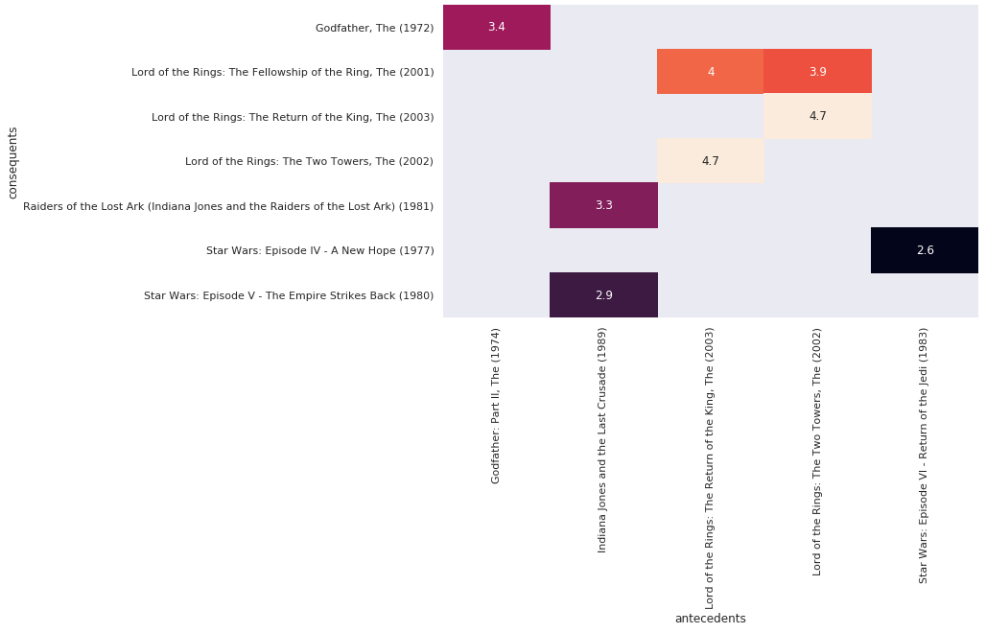 Godfather, The (1972)
3.4
Lord of the Rings: The Fellowship of the Ring, The (2001)
4
3.9
Lord of the Rings: The Return of the King, The (2003)
4.7
Lord of the Rings: The Two Towers, The (2002)
4.7
Raiders of the Lost Ark (Indiana Jones and the Raiders of the Lost Ark) (1981)
3.3
Star Wars: Episode IV - A New Hope (1977)
2.6
Star Wars: Episode V - The Empire Strikes Back (1980)
2.9
consequents
Godfather: Part II, The (1974)
Indiana Jones and the Last Crusade (1989)
Lord of the Rings: The Return of the King, The (2003)
Lord of the Rings: The Two Towers, The (2002)
Star Wars: Episode VI - Return of the Jedi (1983)
antecedents